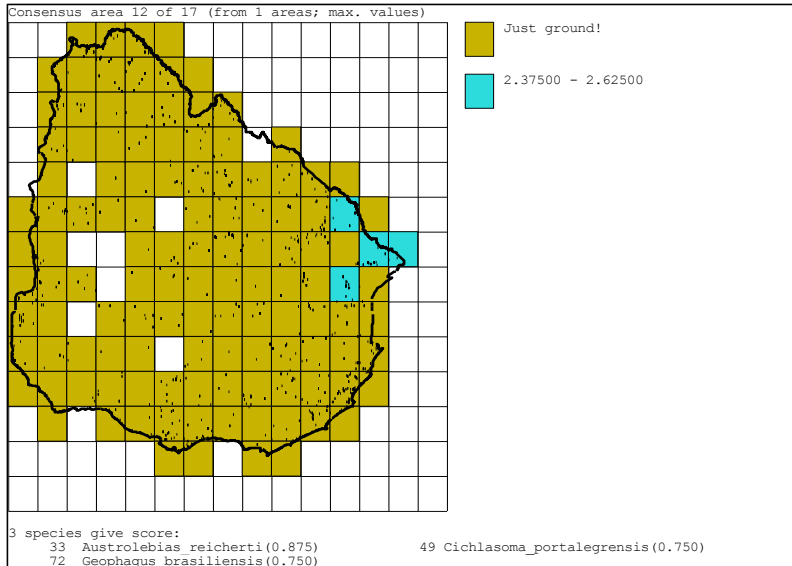 Consensus area 12 of 17 (from 1 areas; max. values)
Just ground!
2.37500 - 2.62500
3 species give score:
33 Austrolebias_reicherti(0.875) 49 Cichlasoma_portalegrensis(0.750)
72 Geophagus_brasiliensis(0.750)